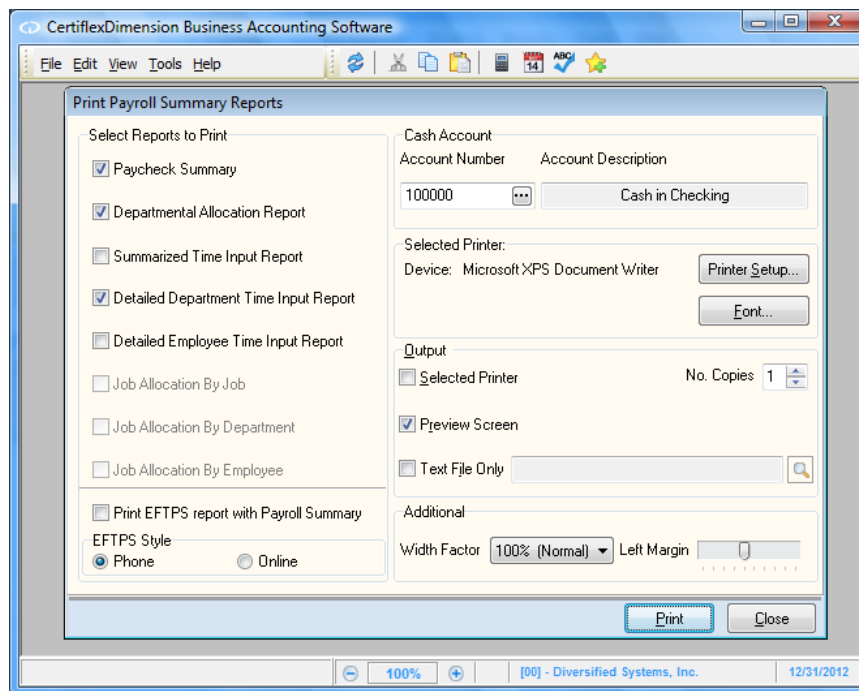 CertiflexDimension Business Accounting Software
File Edit View Tools Help
14
ABC
Print Payroll Summary Reports
Select Reports to Print
Paycheck Summary
Departmental Allocation Report
Summarized Time Input Report
Detailed Department Time Input Report
Detailed Employee Time Input Report
Job Allocation By Job
Job Allocation By Department
Job Allocation By Employee
Print EFTPS report with Payroll Summary
EFTPS Style
Phone Online
Cash Account
Account Number Account Description
100000 ... Cash in Checking
Selected Printer:
Device: Microsoft XPS Document Writer Printer Setup...
Font...
Output
Selected Printer No. Copies 1
Preview Screen
Text File Only
Additional
Width Factor 100% (Normal) Left Margin
Print Close
100% [00] - Diversified Systems, Inc. 12/31/2012